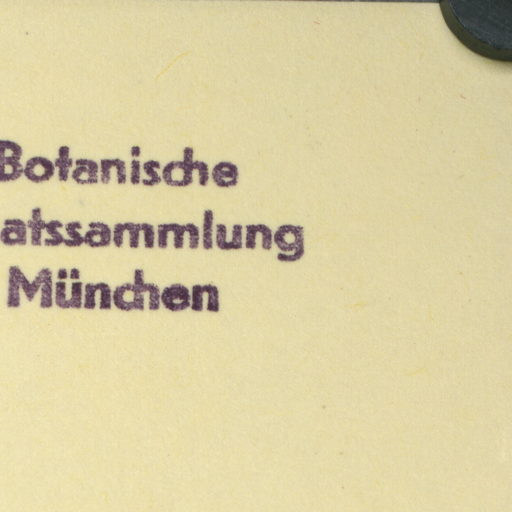 Botanische
atssammlung
München